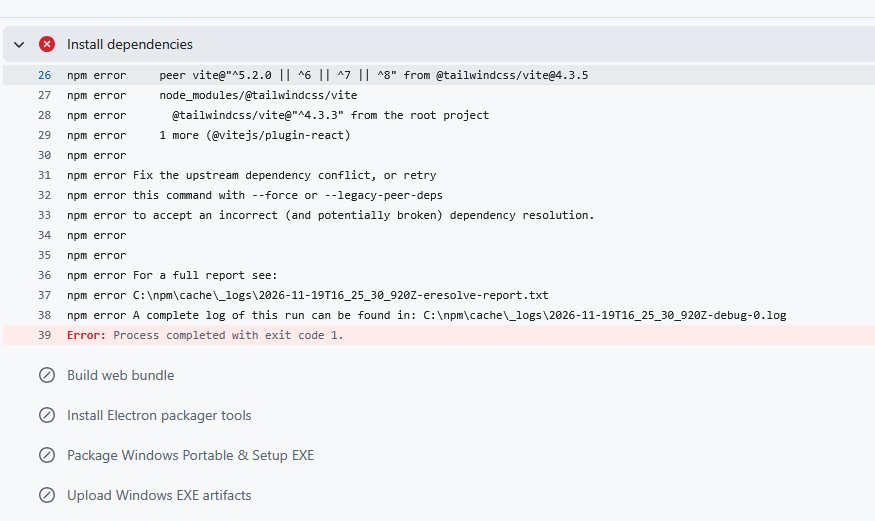 Install dependencies
26 npm error     peer vite@"^5.2.0 || ^6 || ^7 || ^8" from @tailwindcss/vite@4.3.5
27 npm error     node_modules/@tailwindcss/vite
28 npm error       @tailwindcss/vite@"^4.3.3" from the root project
29 npm error     1 more (@vitejs/plugin-react)
30 npm error
31 npm error Fix the upstream dependency conflict, or retry
32 npm error this command with --force or --legacy-peer-deps
33 npm error to accept an incorrect (and potentially broken) dependency resolution.
34 npm error
35 npm error
36 npm error For a full report see:
37 npm error C:\npm\cache\_logs\2026-11-19T16_25_30_920Z-eresolve-report.txt
38 npm error A complete log of this run can be found in: C:\npm\cache\_logs\2026-11-19T16_25_30_920Z-debug-0.log
39 Error: Process completed with exit code 1.
Build web bundle
Install Electron packager tools
Package Windows Portable & Setup EXE
Upload Windows EXE artifacts